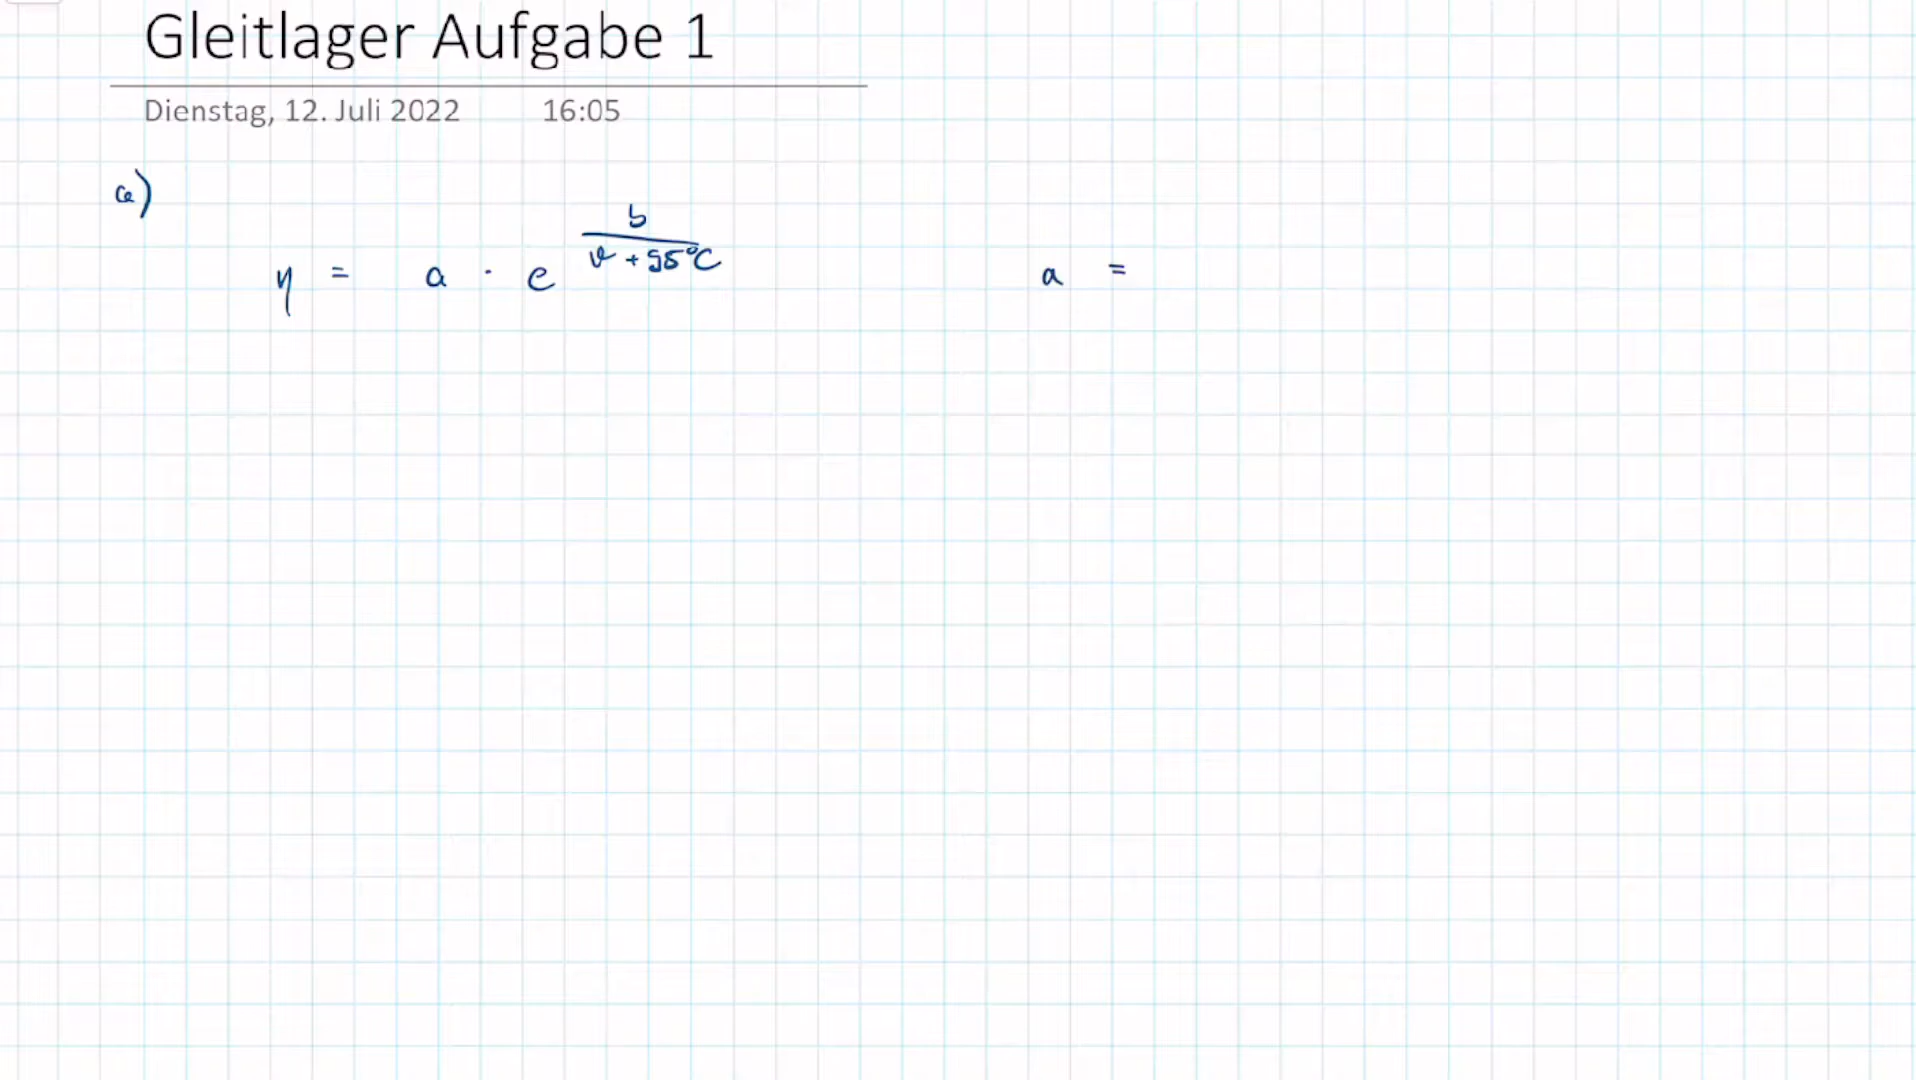 Gleitlager Aufgabe 1
Dienstag, 12. Juli 2022 16:05
a)
η = a · e^(b / (ϑ + 95°C))
a =